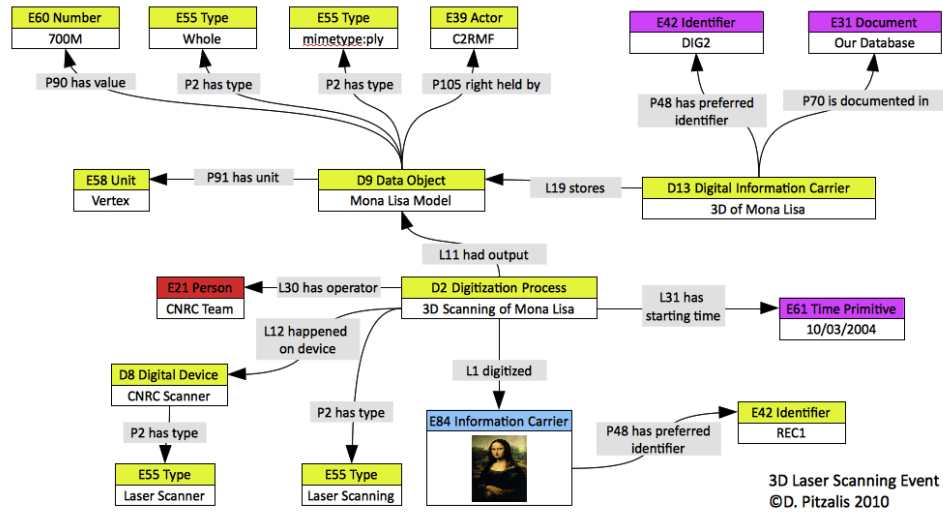 E60 Number
700M
E55 Type
Whole
E55 Type
mimetype:ply
E39 Actor
C2RMF
E42 Identifier
DIG2
E31 Document
Our Database
P90 has value
P2 has type
P2 has type
P105 right held by
P48 has preferred
identifier
P70 is documented in
E58 Unit
Vertex
P91 has unit
D9 Data Object
Mona Lisa Model
L19 stores
D13 Digital Information Carrier
3D of Mona Lisa
L11 had output
E21 Person
CNRC Team
L30 has operator
D2 Digitization Process
3D Scanning of Mona Lisa
L31 has
starting time
E61 Time Primitive
10/03/2004
L12 happened
on device
D8 Digital Device
CNRC Scanner
L1 digitized
P2 has type
P2 has type
E84 Information Carrier
P48 has preferred
identifier
E42 Identifier
REC1
E55 Type
Laser Scanner
E55 Type
Laser Scanning
3D Laser Scanning Event
©D. Pitzalis 2010